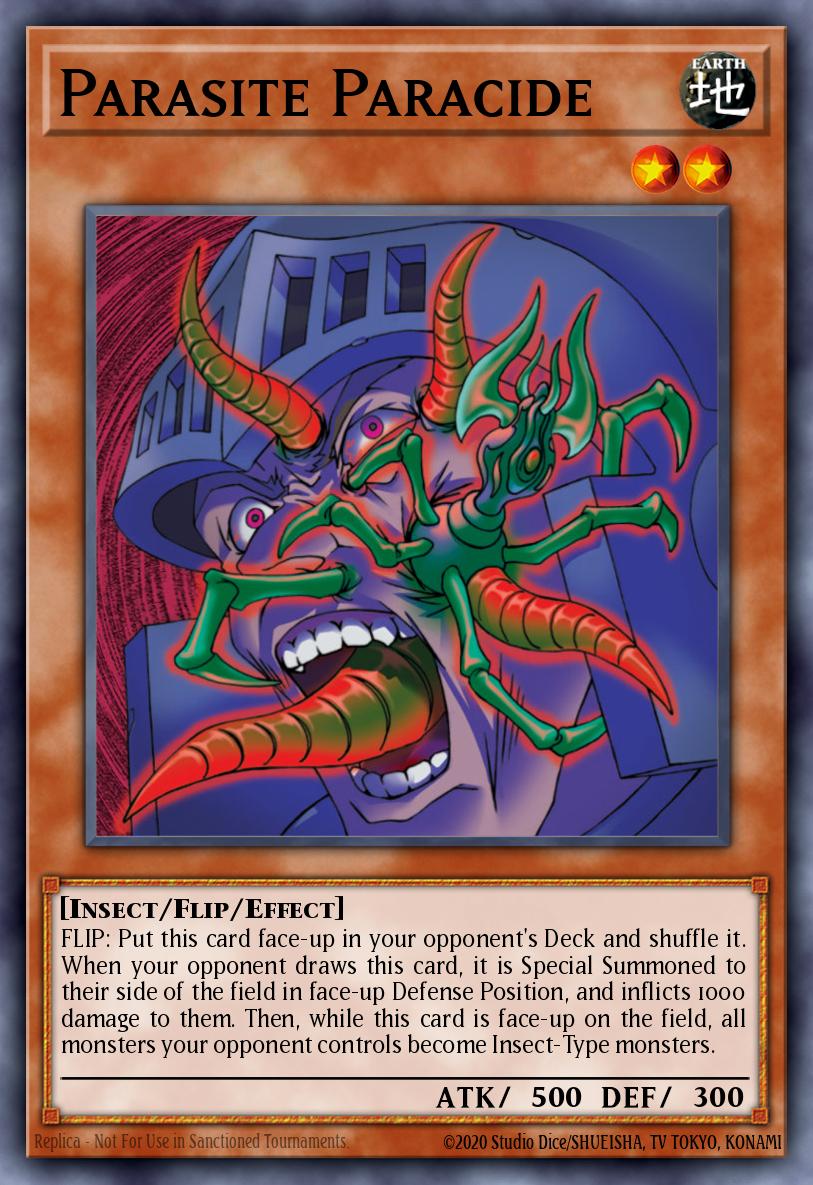 Parasite Paracide
EARTH
地
[Insect/Flip/Effect]
FLIP: Put this card face-up in your opponent's Deck and shuffle it.
When your opponent draws this card, it is Special Summoned to
their side of the field in face-up Defense Position, and inflicts 1000
damage to them. Then, while this card is face-up on the field, all
monsters your opponent controls become Insect-Type monsters.
ATK/ 500 DEF/ 300
Replica - Not For Use in Sanctioned Tournaments.
©2020 Studio Dice/SHUEISHA, TV TOKYO, KONAMI